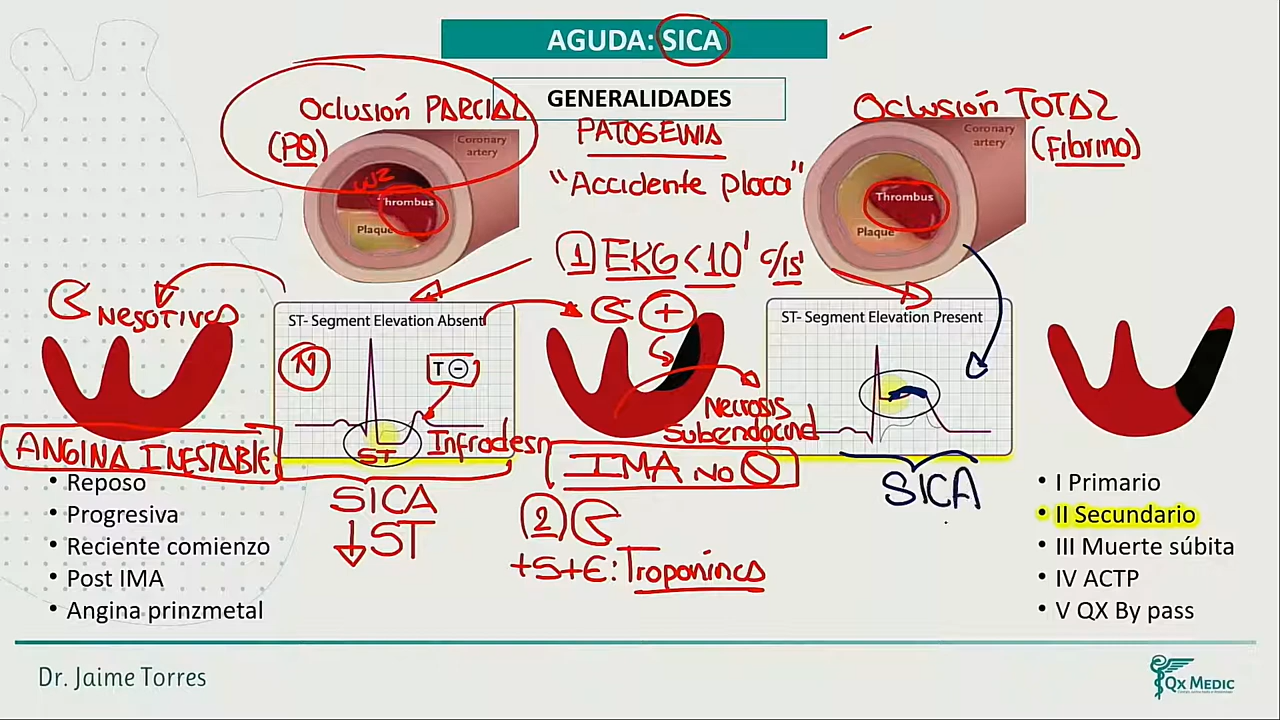 AGUDA: SICA
GENERALIDADES
Oclusión PARCIAL
(PQ)
PATOGENIA
"Accidente placa"
Oclusión TOTAL
(Fibrino)
Coronary
artery
Thrombus
Plaque
Coronary
artery
Thrombus
Plaque
1 EKG < 10' c/15'
NegatIVas
ST- Segment Elevation Absent
N
T ⊖
ST
Infradesn
+
Necrosis
Subendocard
ST- Segment Elevation Present
ANGINA INESTABLE
IMA NO
SICA
↓ST
2
+S+E: Troponinas
SICA
• Reposo
• Progresiva
• Reciente comienzo
• Post IMA
• Angina prinzmetal
• I Primario
• II Secundario
• III Muerte súbita
• IV ACTP
• V QX By pass
Dr. Jaime Torres
QX MEDIC